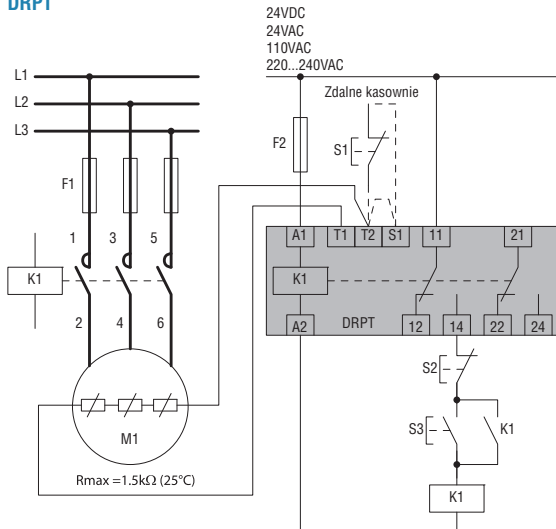 DRPT
24VDC
24VAC
110VAC
220...240VAC
L1
L2
L3
Zdalne kasownie
F2
S1
F1
1 3 5
A1 T1 T2 S1 11 21
K1
K1
2 4 6
A2 DRPT 12 14 22 24
S2
S3 K1
M1
Rmax =1.5kΩ (25°C)
K1